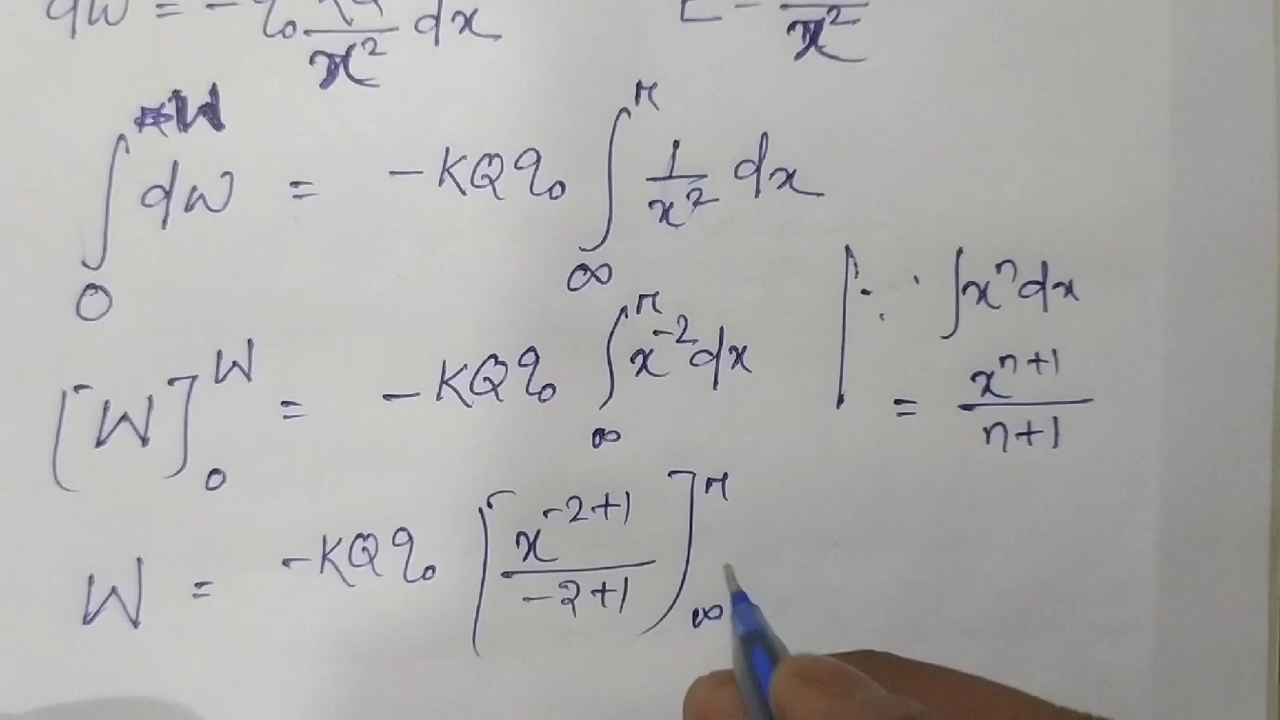 dW = - q₀ KQ/x² dx
E = /x²
∫₀^W dW = -KQq₀ ∫_∞^r 1/x² dx
[W]₀^W = -KQq₀ ∫_∞^r x⁻² dx
∵ ∫xⁿdx
= xⁿ⁺¹/n+1
W = -KQq₀ [x⁻²⁺¹/-2+1]_∞^r